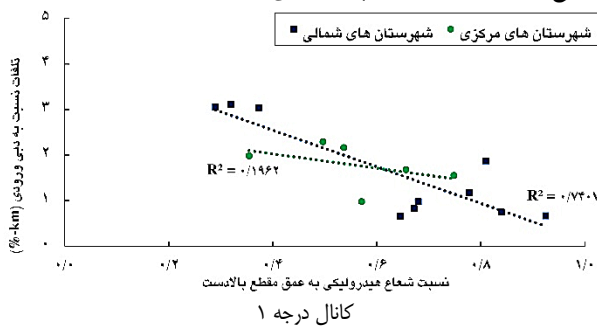 شهرستان های مرکزی شهرستان های شمالی
تلفات نسبت به دبی ورودی (%-km)
۵
۴
۳
۲
۱
۰
R² = ۰/۱۹۶۲
R² = ۰/۷۴۰۷
۰/۰ ۰/۲ ۰/۴ ۰/۶ ۰/۸ ۱/۰
نسبت شعاع هیدرولیکی به عمق مقطع بالادست
کانال درجه ۱